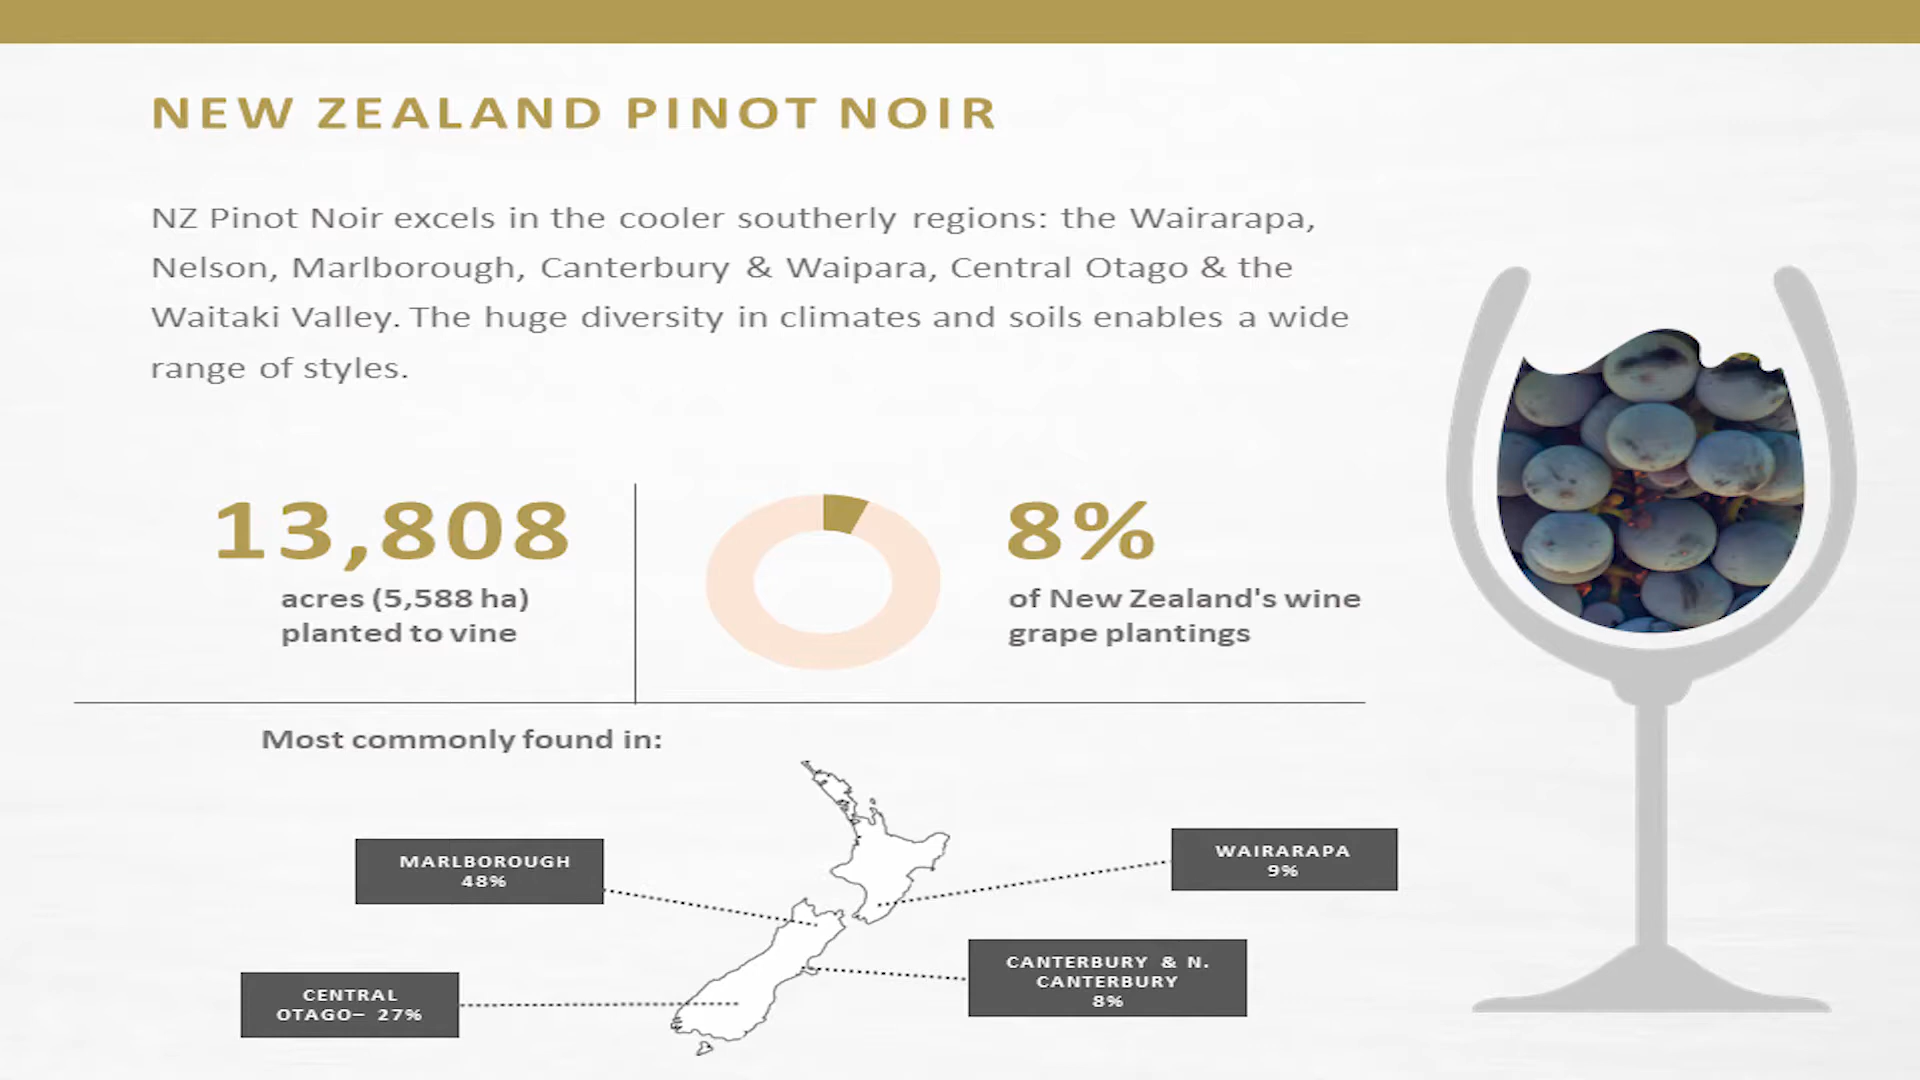 NEW ZEALAND PINOT NOIR
NZ Pinot Noir excels in the cooler southerly regions: the Wairarapa,
Nelson, Marlborough, Canterbury & Waipara, Central Otago & the
Waitaki Valley. The huge diversity in climates and soils enables a wide
range of styles.
13,808
acres (5,588 ha)
planted to vine
8%
of New Zealand's wine
grape plantings
Most commonly found in:
MARLBOROUGH
48%
WAIRARAPA
9%
CENTRAL
OTAGO– 27%
CANTERBURY & N.
CANTERBURY
8%